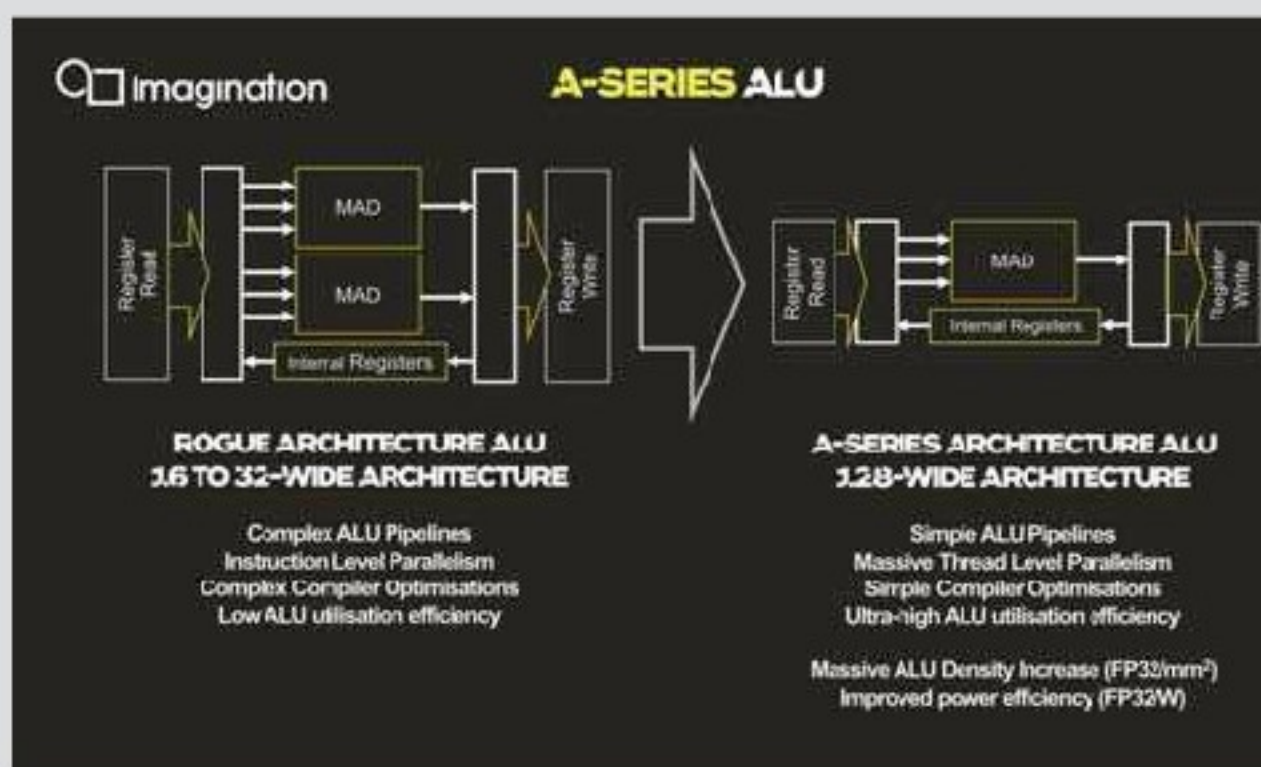 Imagination
A-SERIES ALU
Register Read
MAD
MAD
Internal Registers
Register Write
Register Read
MAD
Internal Registers
Register Write
ROGUE ARCHITECTURE ALU
16 TO 32-WIDE ARCHITECTURE
Complex ALU Pipelines
Instruction Level Parallelism
Complex Compiler Optimisations
Low ALU utilisation efficiency
A-SERIES ARCHITECTURE ALU
128-WIDE ARCHITECTURE
Simple ALU Pipelines
Massive Thread Level Parallelism
Simple Compiler Optimisations
Ultra-high ALU utilisation efficiency
Massive ALU Density Increase (FP32/mm²)
Improved power efficiency (FP32/W)